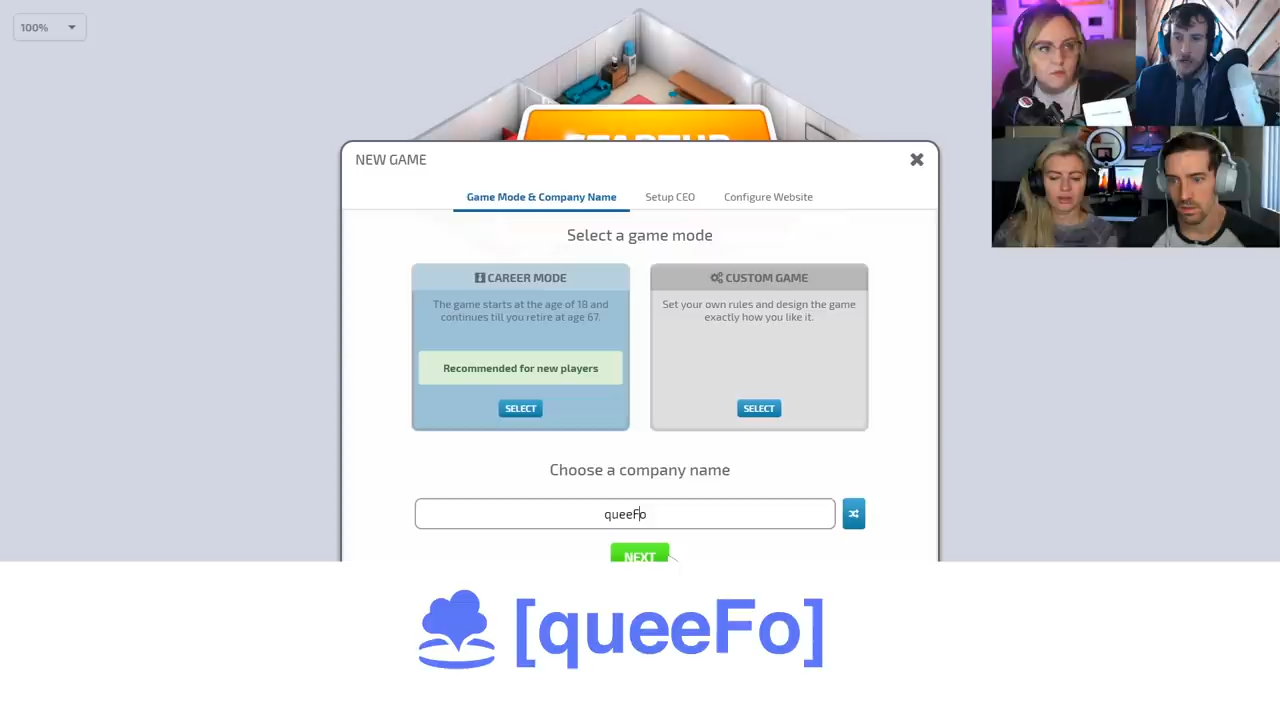 100%
STARTUP
NEW GAME
Game Mode & Company Name
Setup CEO
Configure Website
Select a game mode
CAREER MODE
The game starts at the age of 18 and
continues till you retire at age 67.
Recommended for new players
SELECT
CUSTOM GAME
Set your own rules and design the game
exactly how you like it.
SELECT
Choose a company name
queeFo
NEXT
[queeFo]